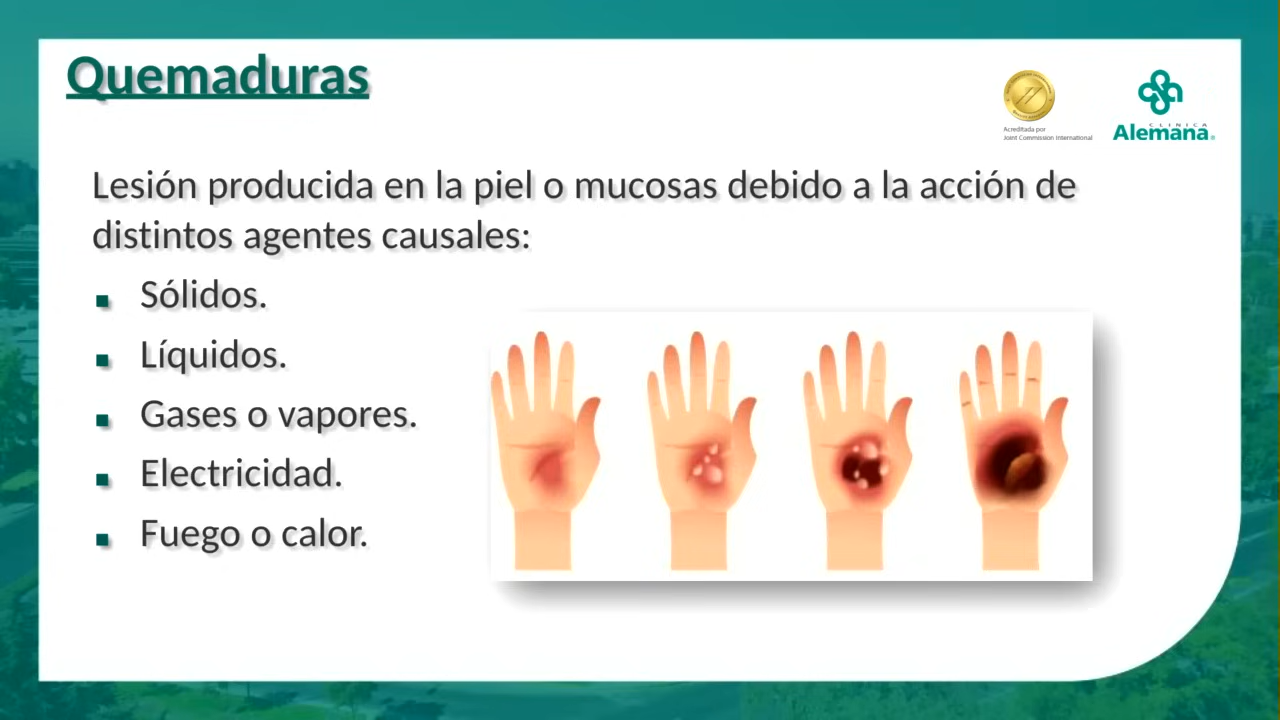 Quemaduras
Acreditada por
Joint Commission International
CLINICA
Alemana
Lesión producida en la piel o mucosas debido a la acción de
distintos agentes causales:
Sólidos.
Líquidos.
Gases o vapores.
Electricidad.
Fuego o calor.